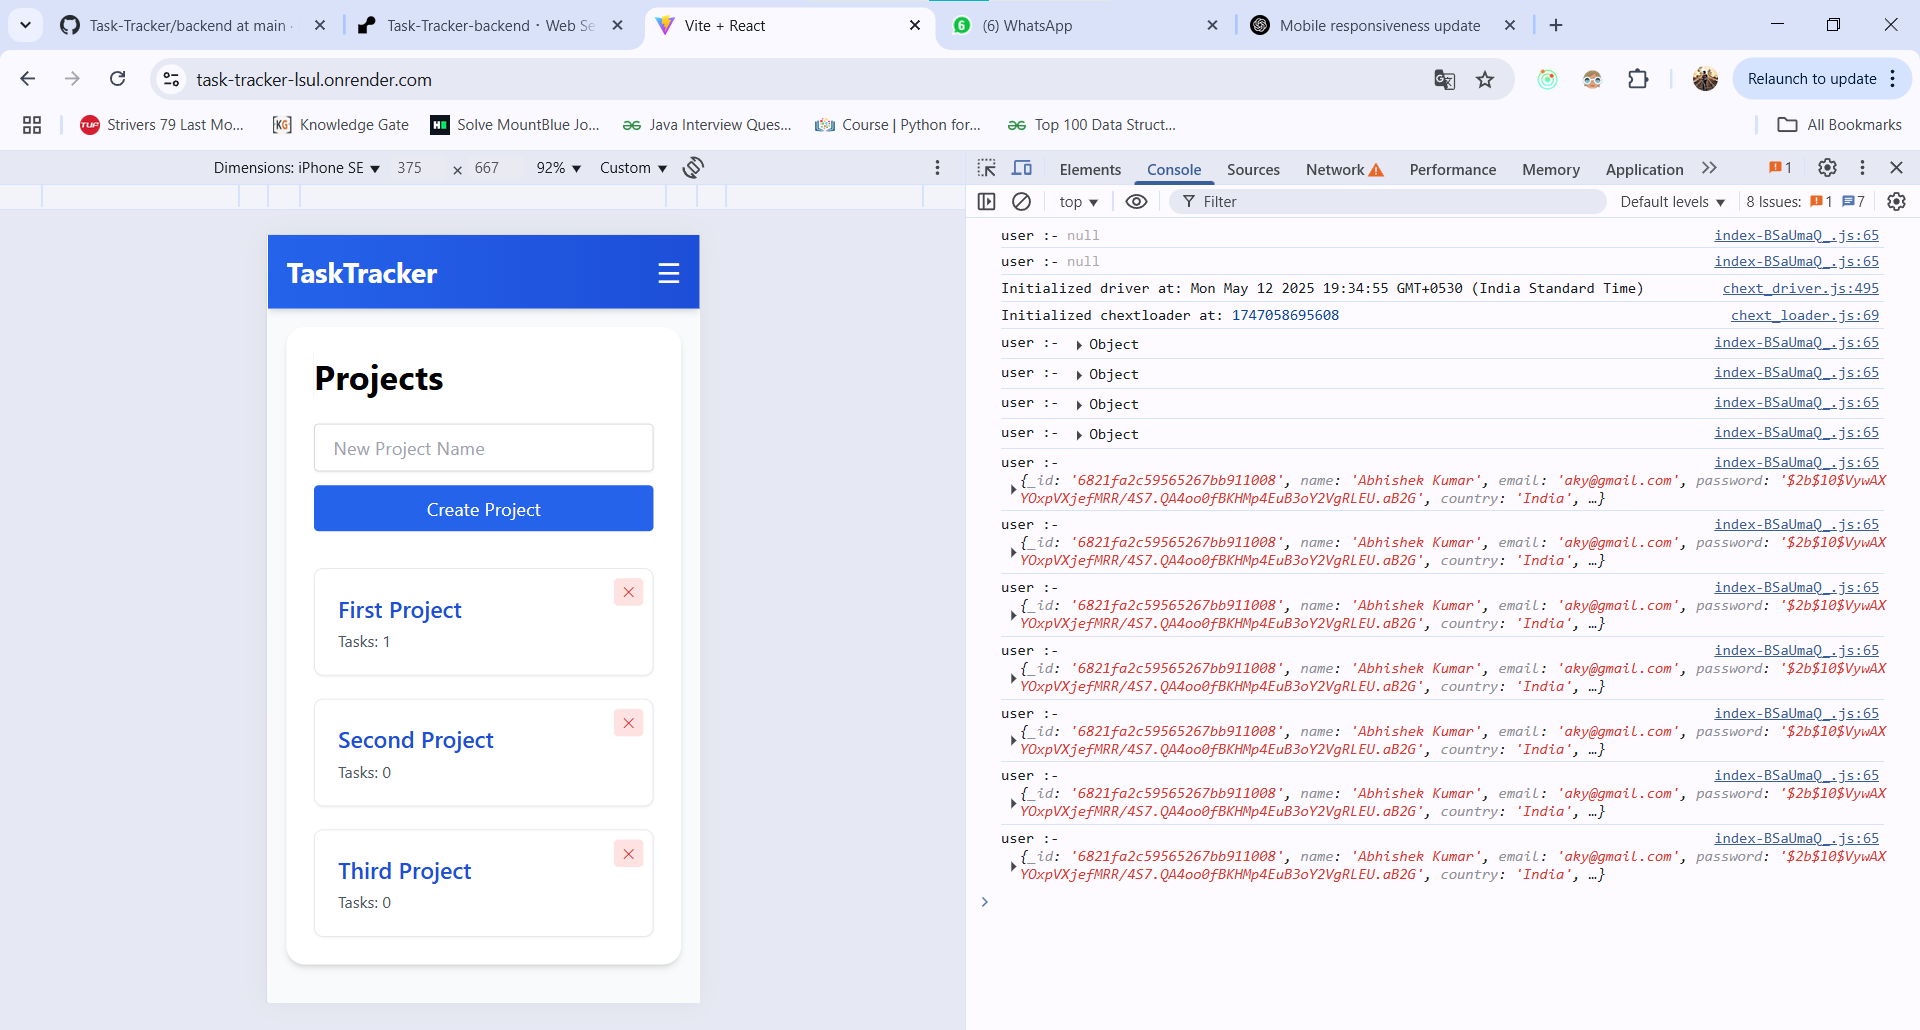 Task-Tracker/backend at main ·
Task-Tracker-backend · Web Se
Vite + React
(6) WhatsApp
Mobile responsiveness update
task-tracker-lsul.onrender.com
Relaunch to update
Strivers 79 Last Mo...
Knowledge Gate
Solve MountBlue Jo...
Java Interview Ques...
Course | Python for...
Top 100 Data Struct...
All Bookmarks
Dimensions: iPhone SE 375 × 667 92% Custom
Elements Console Sources Network Performance Memory Application 1
top Filter Default levels 8 Issues: 1 7
TaskTracker
Projects
New Project Name
Create Project
First Project
Tasks: 1
Second Project
Tasks: 0
Third Project
Tasks: 0
user :- null index-BSaUmaQ_.js:65
user :- null index-BSaUmaQ_.js:65
Initialized driver at: Mon May 12 2025 19:34:55 GMT+0530 (India Standard Time) chext_driver.js:495
Initialized chextloader at: 1747058695608 chext_loader.js:69
user :- Object index-BSaUmaQ_.js:65
user :- Object index-BSaUmaQ_.js:65
user :- Object index-BSaUmaQ_.js:65
user :- Object index-BSaUmaQ_.js:65
user :- index-BSaUmaQ_.js:65
{_id: '6821fa2c59565267bb911008', name: 'Abhishek Kumar', email: 'aky@gmail.com', password: '$2b$10$VywAX
YOxpVXjefMRR/4S7.QA4oo0fBKHMp4EuB3oY2VgRLEU.aB2G', country: 'India', …}
user :- index-BSaUmaQ_.js:65
{_id: '6821fa2c59565267bb911008', name: 'Abhishek Kumar', email: 'aky@gmail.com', password: '$2b$10$VywAX
YOxpVXjefMRR/4S7.QA4oo0fBKHMp4EuB3oY2VgRLEU.aB2G', country: 'India', …}
user :- index-BSaUmaQ_.js:65
{_id: '6821fa2c59565267bb911008', name: 'Abhishek Kumar', email: 'aky@gmail.com', password: '$2b$10$VywAX
YOxpVXjefMRR/4S7.QA4oo0fBKHMp4EuB3oY2VgRLEU.aB2G', country: 'India', …}
user :- index-BSaUmaQ_.js:65
{_id: '6821fa2c59565267bb911008', name: 'Abhishek Kumar', email: 'aky@gmail.com', password: '$2b$10$VywAX
YOxpVXjefMRR/4S7.QA4oo0fBKHMp4EuB3oY2VgRLEU.aB2G', country: 'India', …}
user :- index-BSaUmaQ_.js:65
{_id: '6821fa2c59565267bb911008', name: 'Abhishek Kumar', email: 'aky@gmail.com', password: '$2b$10$VywAX
YOxpVXjefMRR/4S7.QA4oo0fBKHMp4EuB3oY2VgRLEU.aB2G', country: 'India', …}
user :- index-BSaUmaQ_.js:65
{_id: '6821fa2c59565267bb911008', name: 'Abhishek Kumar', email: 'aky@gmail.com', password: '$2b$10$VywAX
YOxpVXjefMRR/4S7.QA4oo0fBKHMp4EuB3oY2VgRLEU.aB2G', country: 'India', …}
user :- index-BSaUmaQ_.js:65
{_id: '6821fa2c59565267bb911008', name: 'Abhishek Kumar', email: 'aky@gmail.com', password: '$2b$10$VywAX
YOxpVXjefMRR/4S7.QA4oo0fBKHMp4EuB3oY2VgRLEU.aB2G', country: 'India', …}